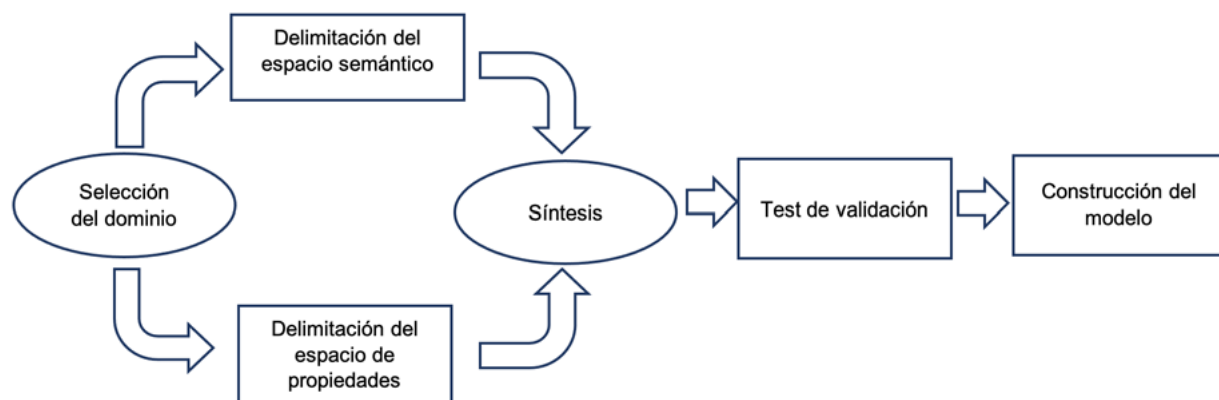 Delimitación del
espacio semántico
Selección
del dominio
Síntesis
Test de validación
Construcción del
modelo
Delimitación del
espacio de
propiedades